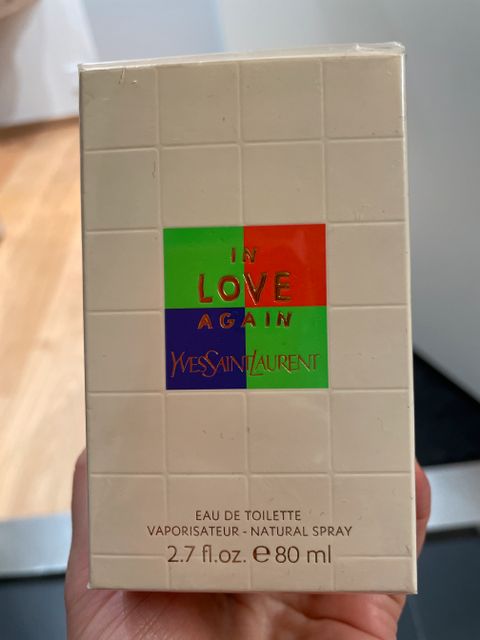 IN
LOVE
AGAIN
YVESSAINTLAURENT
EAU DE TOILETTE
VAPORISATEUR - NATURAL SPRAY
2.7 fl.oz. ℮ 80 ml